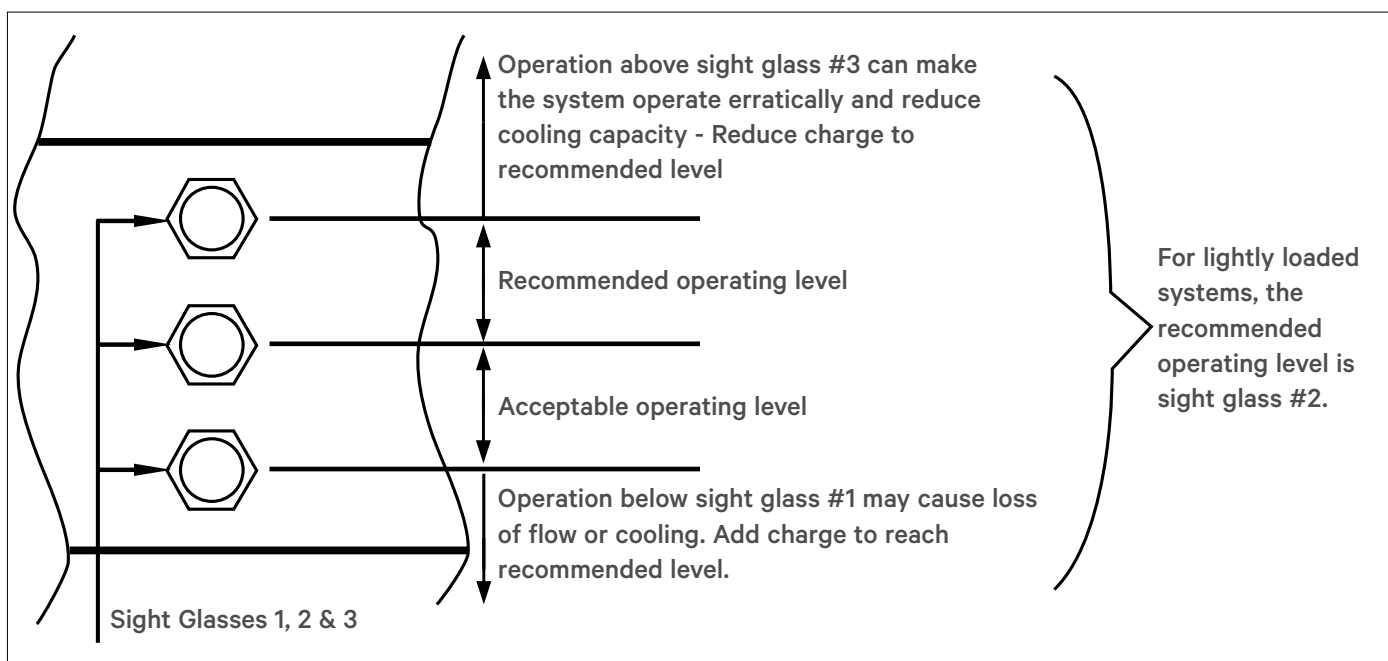 Operation above sight glass #3 can make
the system operate erratically and reduce
cooling capacity - Reduce charge to
recommended level
Recommended operating level
Acceptable operating level
Operation below sight glass #1 may cause loss
of flow or cooling. Add charge to reach
recommended level.
Sight Glasses 1, 2 & 3
For lightly loaded
systems, the
recommended
operating level is
sight glass #2.